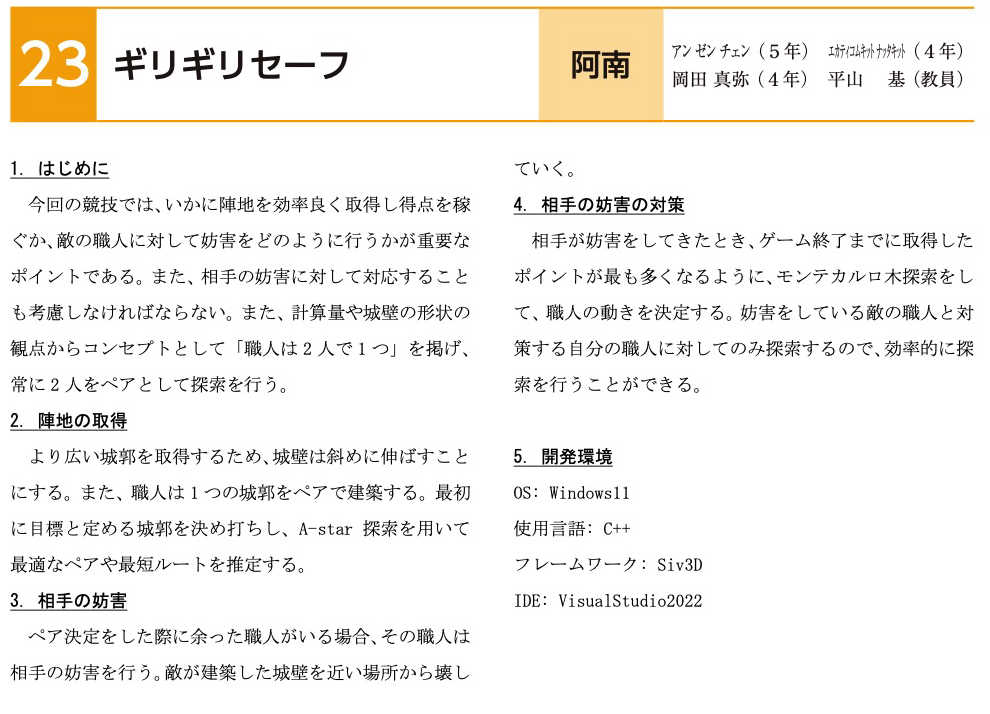 23 ギリギリセーフ 阿南
アン ゼン チェン（５年） エカティコムキット ナッタキット（４年）
岡田 真弥（４年） 平山　基（教員）
1. はじめに
今回の競技では、いかに陣地を効率良く取得し得点を稼
ぐか、敵の職人に対して妨害をどのように行うかが重要な
ポイントである。また、相手の妨害に対して対応すること
も考慮しなければならない。また、計算量や城壁の形状の
観点からコンセプトとして「職人は 2 人で 1 つ」を掲げ、
常に 2 人をペアとして探索を行う。
2. 陣地の取得
より広い城郭を取得するため、城壁は斜めに伸ばすこと
にする。また、職人は 1 つの城郭をペアで建築する。最初
に目標と定める城郭を決め打ちし、A-star 探索を用いて
最適なペアや最短ルートを推定する。
3. 相手の妨害
ペア決定をした際に余った職人がいる場合、その職人は
相手の妨害を行う。敵が建築した城壁を近い場所から壊し
ていく。
4. 相手の妨害の対策
相手が妨害をしてきたとき、ゲーム終了までに取得した
ポイントが最も多くなるように、モンテカルロ木探索をし
て、職人の動きを決定する。妨害をしている敵の職人と対
策する自分の職人に対してのみ探索するので、効率的に探
索を行うことができる。
5. 開発環境
OS: Windows11
使用言語: C++
フレームワーク: Siv3D
IDE: VisualStudio2022